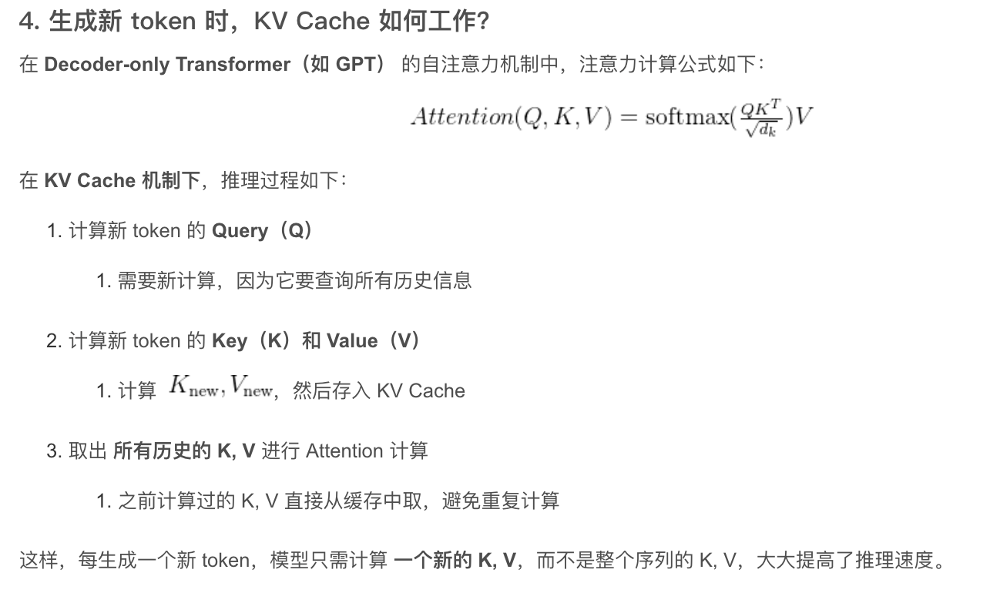 4. 生成新 token 时，KV Cache 如何工作？
在 Decoder-only Transformer（如 GPT） 的自注意力机制中，注意力计算公式如下：
Attention(Q, K, V) = softmax(\frac{QK^T}{\sqrt{d_k}})V
在 KV Cache 机制下，推理过程如下：
1. 计算新 token 的 Query（Q）
1. 需要新计算，因为它要查询所有历史信息
2. 计算新 token 的 Key（K）和 Value（V）
1. 计算 K_{new}, V_{new}，然后存入 KV Cache
3. 取出 所有历史的 K, V 进行 Attention 计算
1. 之前计算过的 K, V 直接从缓存中取，避免重复计算
这样，每生成一个新 token，模型只需计算 一个新的 K, V，而不是整个序列的 K, V，大大提高了推理速度。